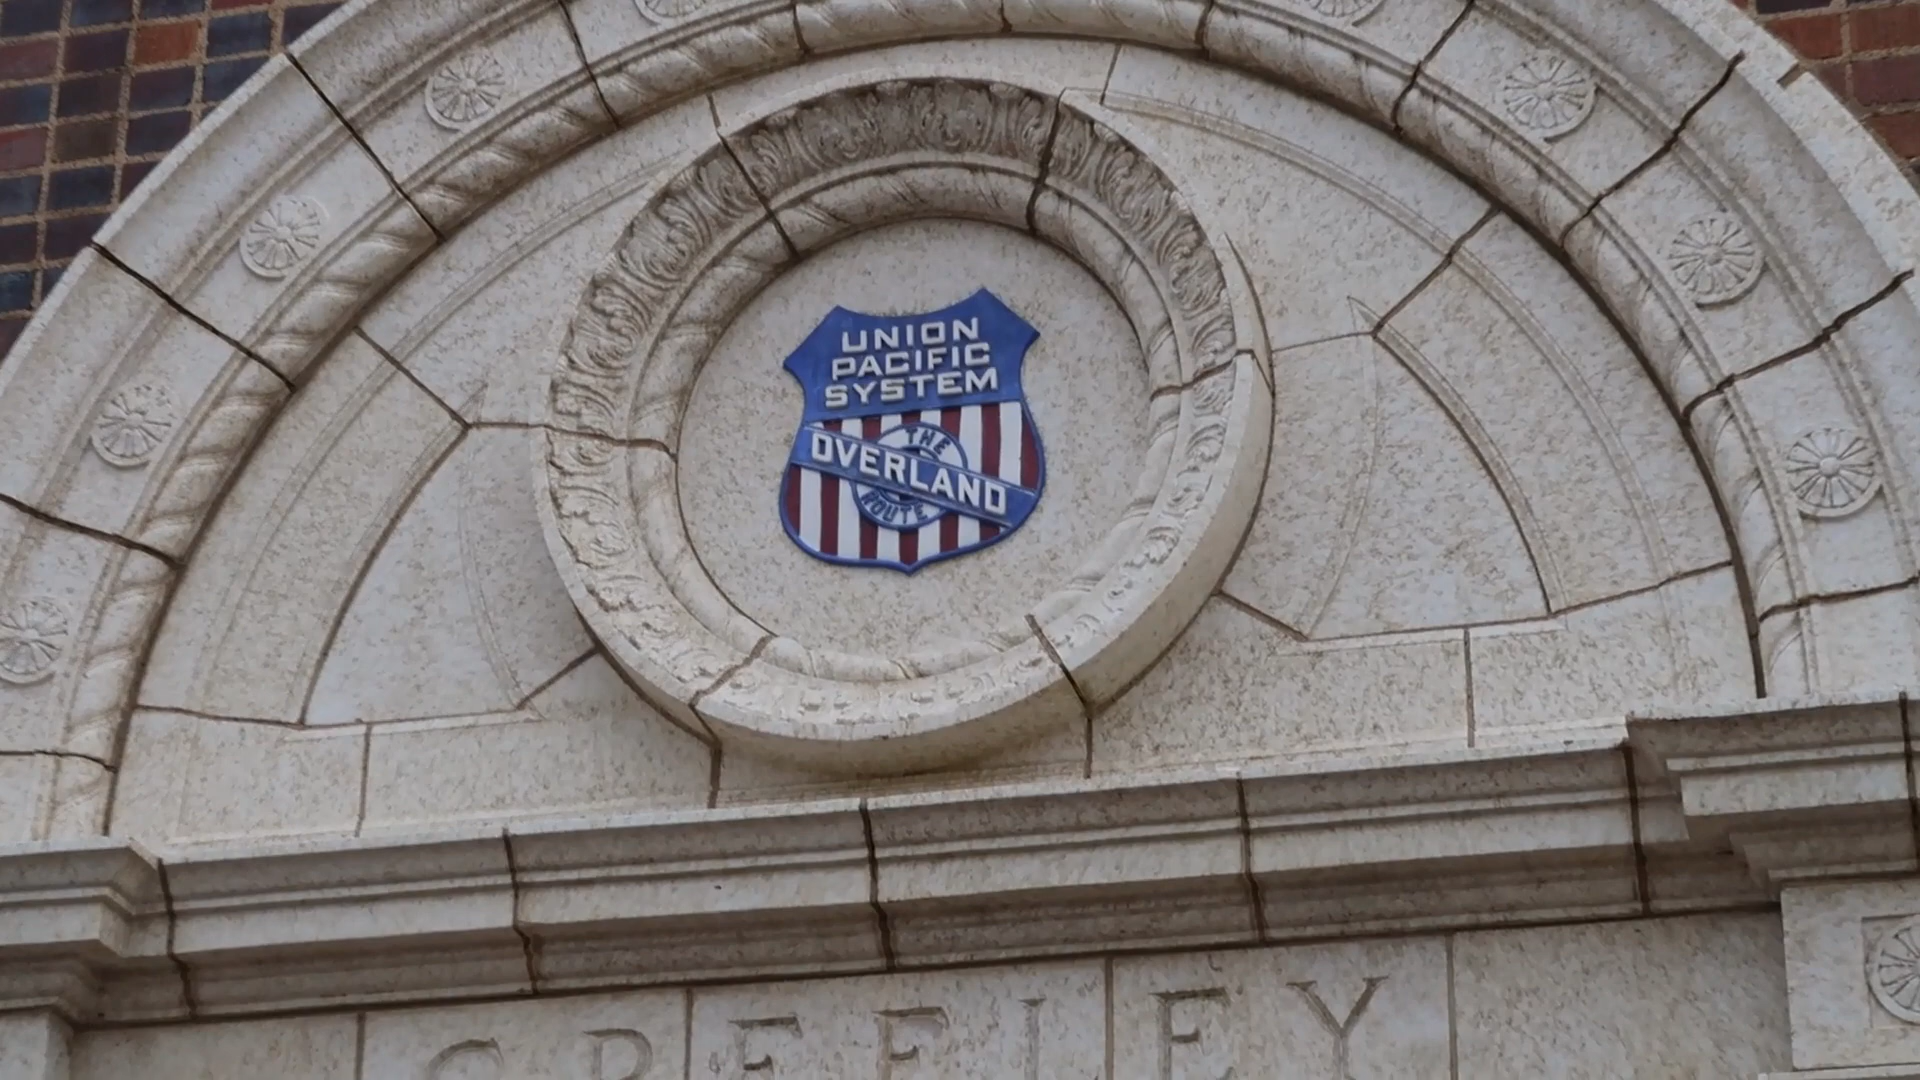 UNION
PACIFIC
SYSTEM
THE
OVERLAND
ROUTE
GREELEY